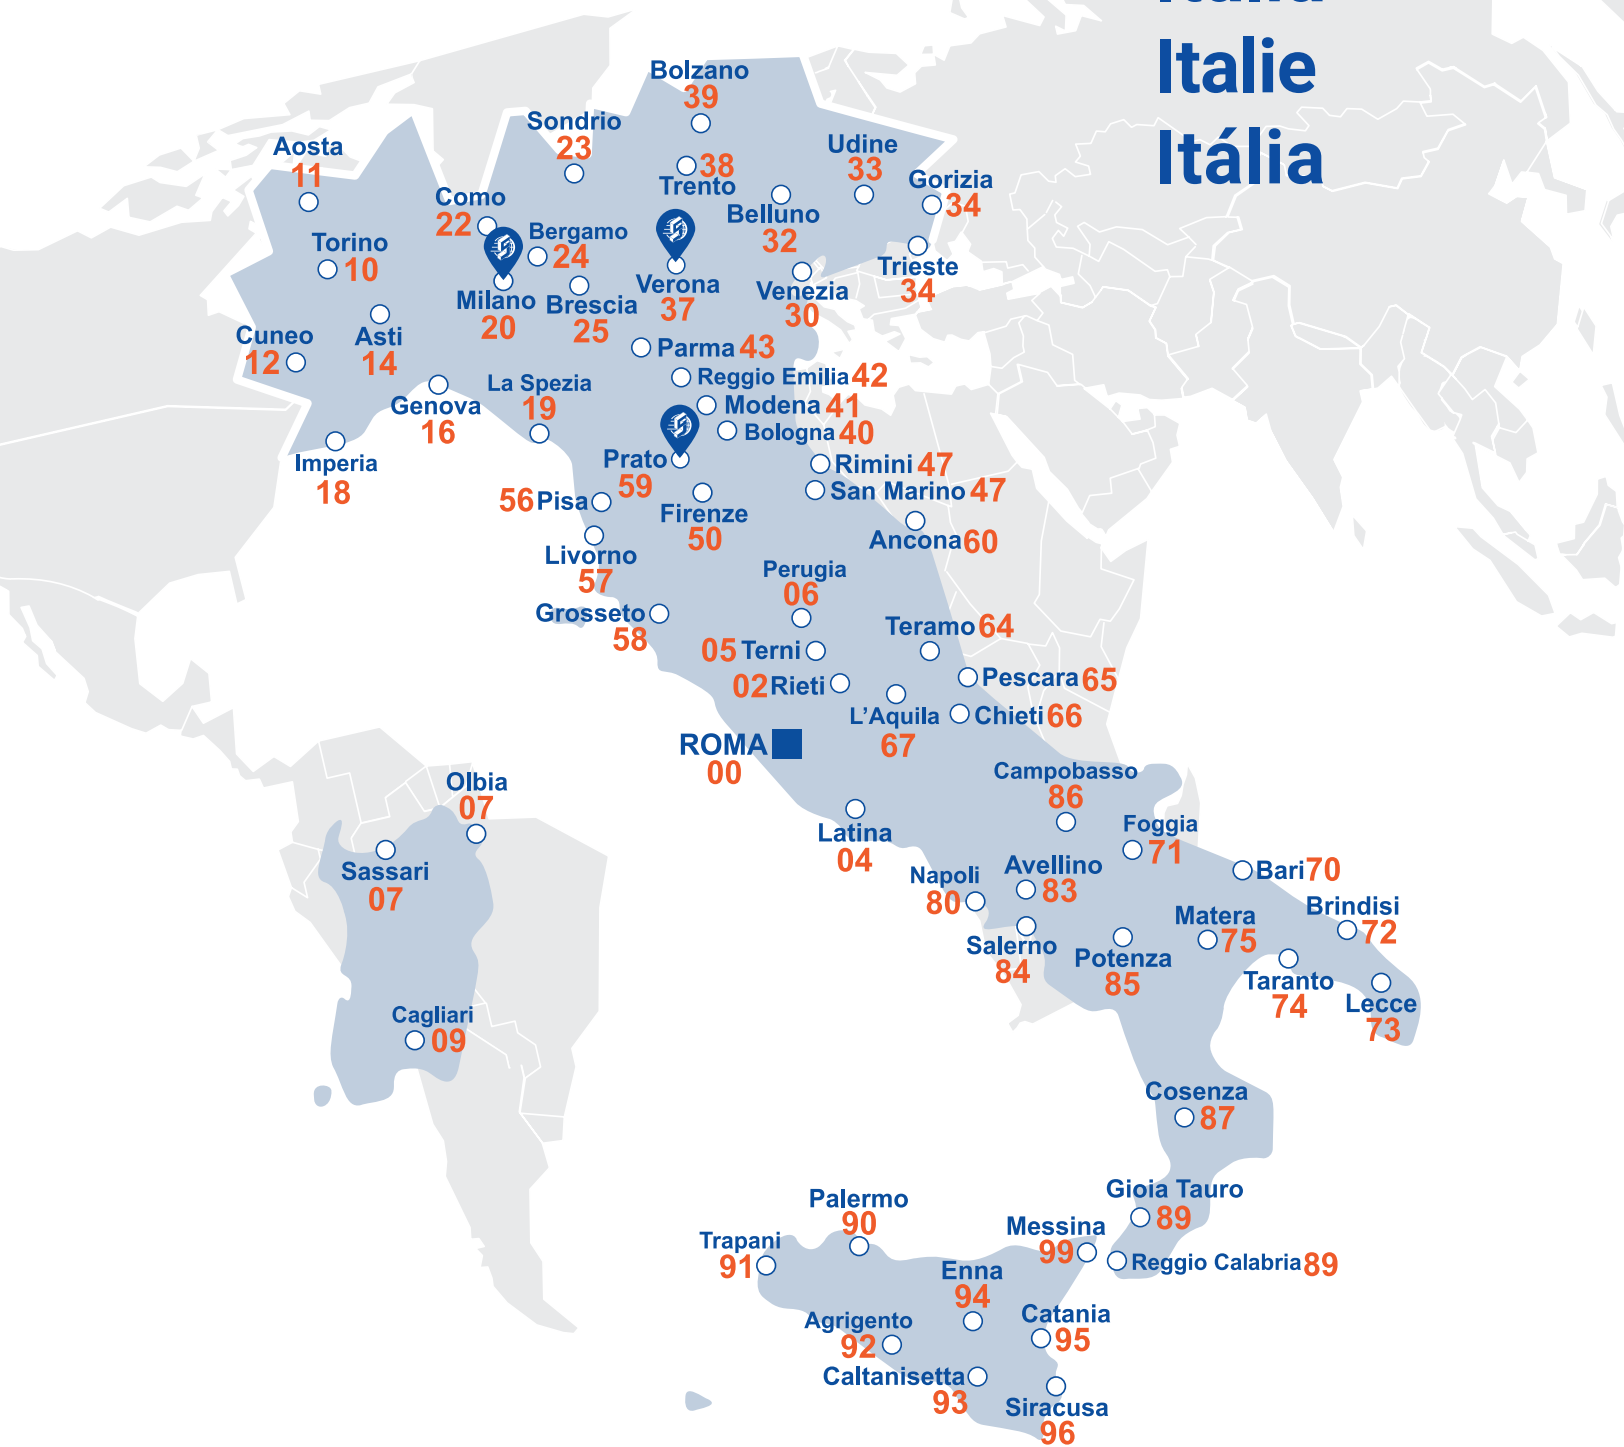 Italia
Italie
Itália
Bolzano
39
Sondrio
23
Aosta
11
Udine
33
38
Trento
Gorizia
34
Como
22
Belluno
32
Bergamo
24
Torino
10
Trieste
34
Verona
37
Venezia
30
Milano
20
Brescia
25
Cuneo
12
Asti
14
Parma 43
Reggio Emilia 42
La Spezia
19
Genova
16
Modena 41
Bologna 40
Imperia
18
Prato
59
Rimini 47
San Marino 47
56 Pisa
Firenze
50
Ancona 60
Livorno
57
Perugia
06
Grosseto
58
Teramo 64
05 Terni
Pescara 65
02 Rieti
L’Aquila
67
Chieti 66
ROMA
00
Campobasso
86
Olbia
07
Latina
04
Foggia
71
Sassari
07
Avellino
83
Napoli
80
Bari 70
Brindisi
72
Matera
75
Salerno
84
Potenza
85
Taranto
74
Lecce
73
Cagliari
09
Cosenza
87
Gioia Tauro
89
Palermo
90
Messina
99
Trapani
91
Reggio Calabria 89
Enna
94
Catania
95
Agrigento
92
Caltanisetta
93
Siracusa
96